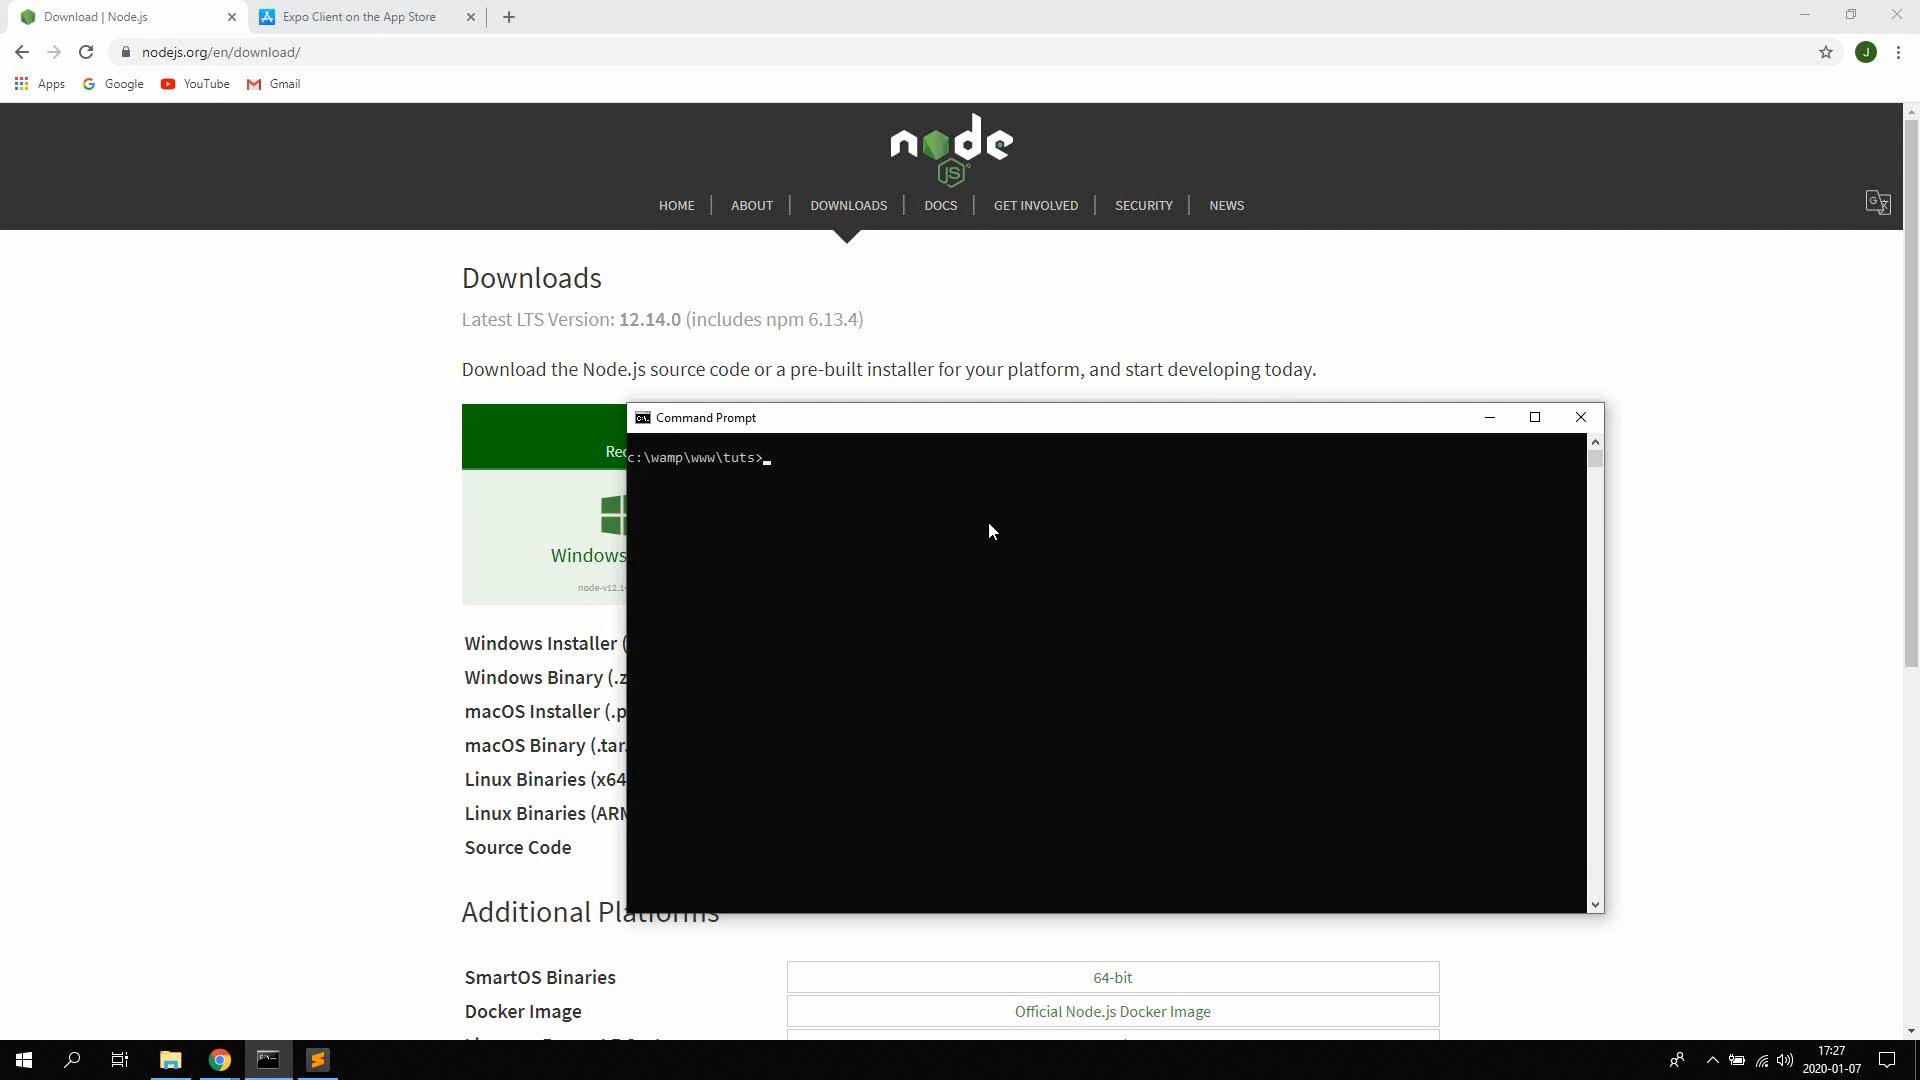 Download | Node.js
Expo Client on the App Store
nodejs.org/en/download/
J
Apps
Google
YouTube
Gmail
node
JS
HOME
ABOUT
DOWNLOADS
DOCS
GET INVOLVED
SECURITY
NEWS
Downloads
Latest LTS Version: 12.14.0 (includes npm 6.13.4)
Download the Node.js source code or a pre-built installer for your platform, and start developing today.
Command Prompt
c:\wamp\www\tuts>
Windows
Windows Installer (
Windows Binary (.z
macOS Installer (.p
macOS Binary (.tar.
Linux Binaries (x64
Linux Binaries (ARM
Source Code
Additional Platforms
SmartOS Binaries
64-bit
Docker Image
Official Node.js Docker Image
17:27
2020-01-07